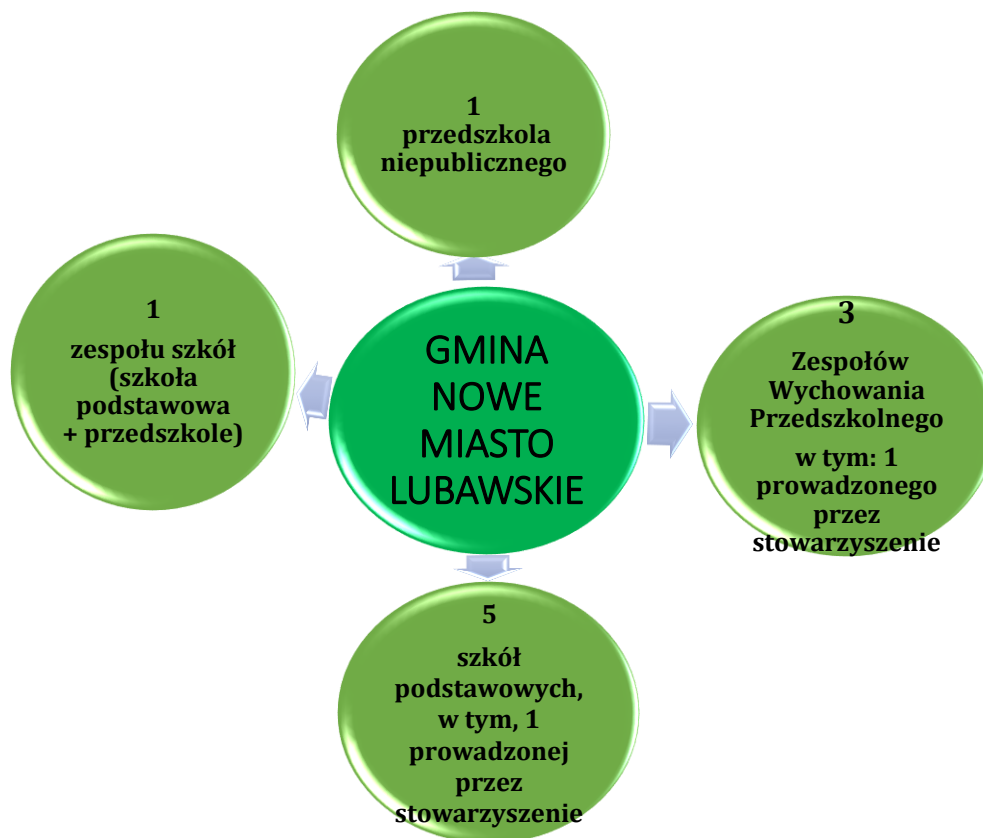 1
przedszkola
niepublicznego
1
zespołu szkół
(szkoła
podstawowa
+ przedszkole)
GMINA
NOWE
MIASTO
LUBAWSKIE
3
Zespołów
Wychowania
Przedszkolnego
w tym: 1
prowadzonego
przez
stowarzyszenie
5
szkół
podstawowych,
w tym, 1
prowadzonej
przez
stowarzyszenie